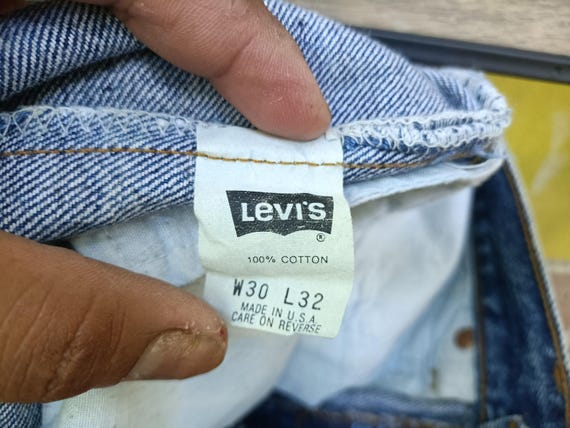 LEVI'S
®
100% COTTON
W30 L32
MADE IN U.S.A.
CARE ON REVERSE